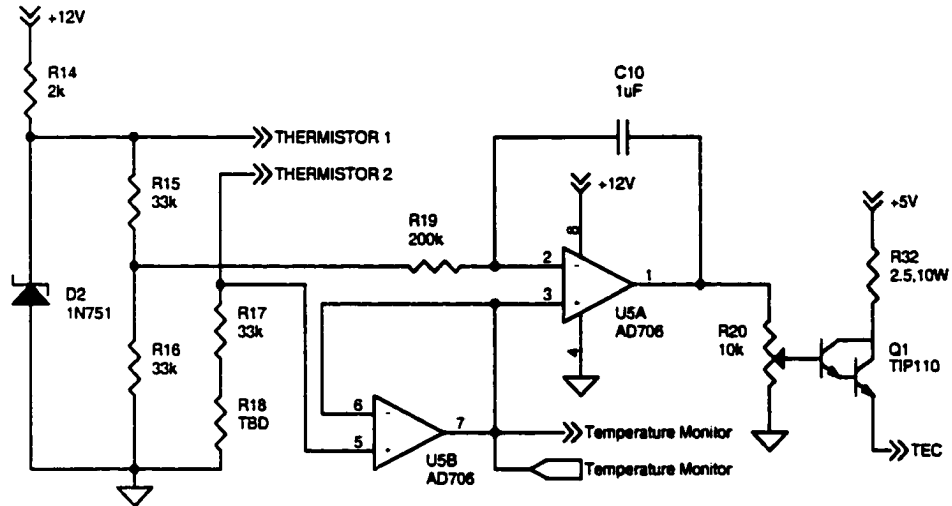 +12V
R14
2k
THERMISTOR 1
THERMISTOR 2
C10
1uF
+12V
+5V
R15
33k
R19
200k
R32
2.5,10W
8
2
-
1
3
U5A
AD706
4
D2
1N751
R17
33k
R20
10k
Q1
TIP110
R16
33k
R18
TBD
6
-
7
5
U5B
AD706
Temperature Monitor
Temperature Monitor
TEC